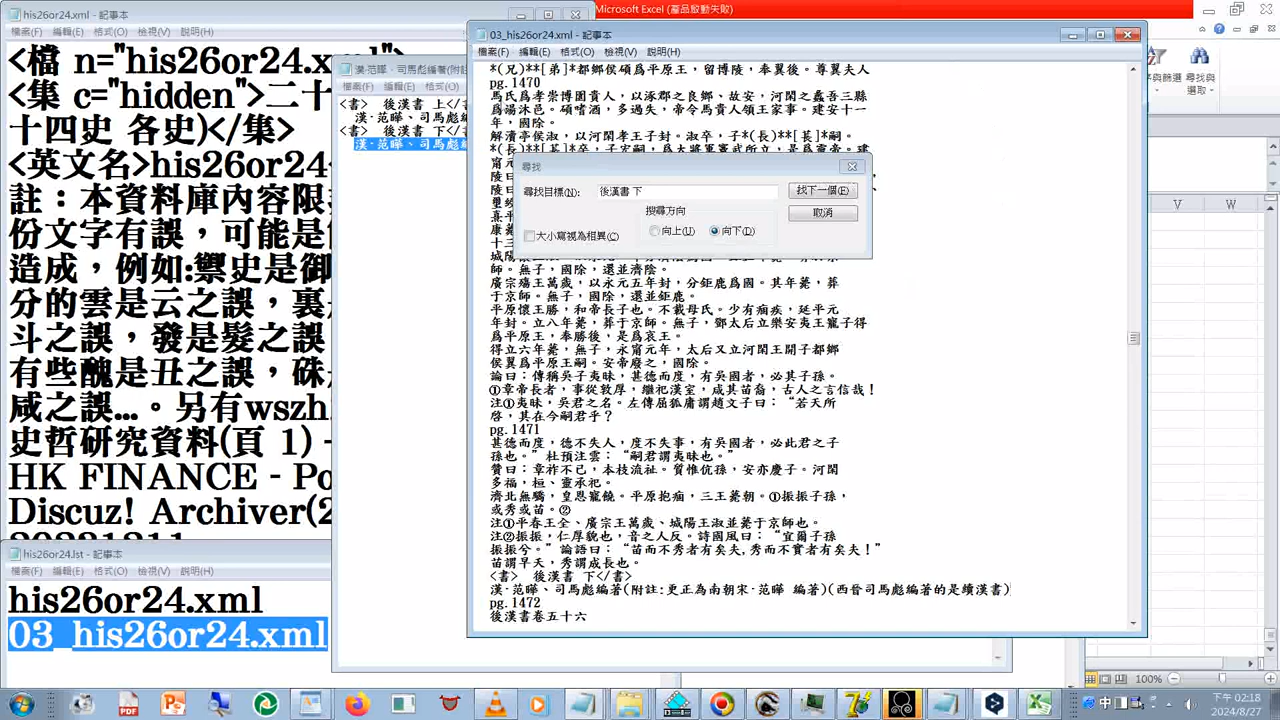 his26or24.xml - 記事本
檔案(F) 編輯(E) 格式(O) 檢視(V) 說明(H)
<檔 n="his26or24.x
<集 c="hidden">二十
十四史 各史)</集>
<英文名>his26or24<
註：本資料庫內容限
份文字有誤，可能是
造成，例如:禦史是御
分的雲是云之誤，裏
斗之誤，發是髮之誤
有些醜是丑之誤，硃
咸之誤...。另有wszh
史哲研究資料(頁 1) -
HK FINANCE - Po
Discuz! Archiver(2
his26or24.lst - 記事本
檔案(F) 編輯(E) 格式(O) 檢視(V) 說明(H)
his26or24.xml
03_his26or24.xml
漢-范曄、司馬彪編著(附註
檔案(F) 編輯(E) 格式(O)
<書> 後漢書 上</書
漢-范曄、司馬彪編
<書> 後漢書 下</書
漢-范曄、司馬彪編
Microsoft Excel (產品啟動失敗)
03_his26or24.xml - 記事本
檔案(F) 編輯(E) 格式(O) 檢視(V) 說明(H)
*(兄)**[弟]*都鄉侯碩爲平原王，留博陵，奉翼後。尊翼夫人
pg.1470
馬氏爲孝崇博園貴人，以涿郡之良鄉、故安，河閒之蠡吾三縣
爲湯沐邑。碩嗜酒，多過失，帝令馬貴人領王家事。建安十一
年，國除。
解瀆亭侯淑，以河閒孝王子封。淑卒，子*(長)**[萇]*嗣。
尋找
尋找目標(N):
後漢書 下
找下一個(F)
取消
搜尋方向
大小寫視為相異(C)
向上(U)
向下(D)
師。無子，國除，還並濟陰。
廣宗殤王萬歲，以永元五年封，分鉅鹿爲國。其年薨，葬
于京師。無子，國除，還並鉅鹿。
平原懷王勝，和帝長子也。不載母氏。少有痼疾，延平元
年封。立八年薨，葬于京師。無子，鄧太后立樂安夷王寵子得
爲平原王，奉勝後，是爲哀王。
得立六年薨，無子，永甯元年，太后又立河閒王開子都鄉
侯翼爲平原王嗣。安帝廢之，國除。
論曰：傳稱吳子夷昧，甚德而度，有吳國者，必其子孫。
①章帝長者，事從敦厚，繼祀漢室，咸其苗裔，古人之言信哉！
注①夷昧，吳君之名。左傳屈狐庸謂趙文子曰：“若天所
啓，其在今嗣君乎？
pg.1471
甚德而度，德不失人，度不失事，有吳國者，必此君之子
孫也。”杜預注雲：“嗣君謂夷昧也。”
贊曰：章祚不已，本枝流祉。質惟伉孫，安亦慶子。河閒
多福，桓、靈承祀。
濟北無驕，皇恩寵饒。平原抱痼，三王薨朝。①振振子孫，
或秀或苗。②
注①平春王全、廣宗王萬歲、城陽王淑並薨于京師也。
注②振振，仁厚貌也，音之人反。詩國風曰：“宜爾子孫
振振兮。”論語曰：“苗而不秀者有矣夫,秀而不實者有矣夫！”
苗謂早夭，秀謂成長也。
<書> 後漢書 下</書>
漢-范曄、司馬彪編著(附註:更正為南朝宋-范曄 編著)(西晉司馬彪編著的是續漢書)
pg.1472
後漢書卷五十六
尋找與
選取
V W
100%
下午 02:18
2024/8/27